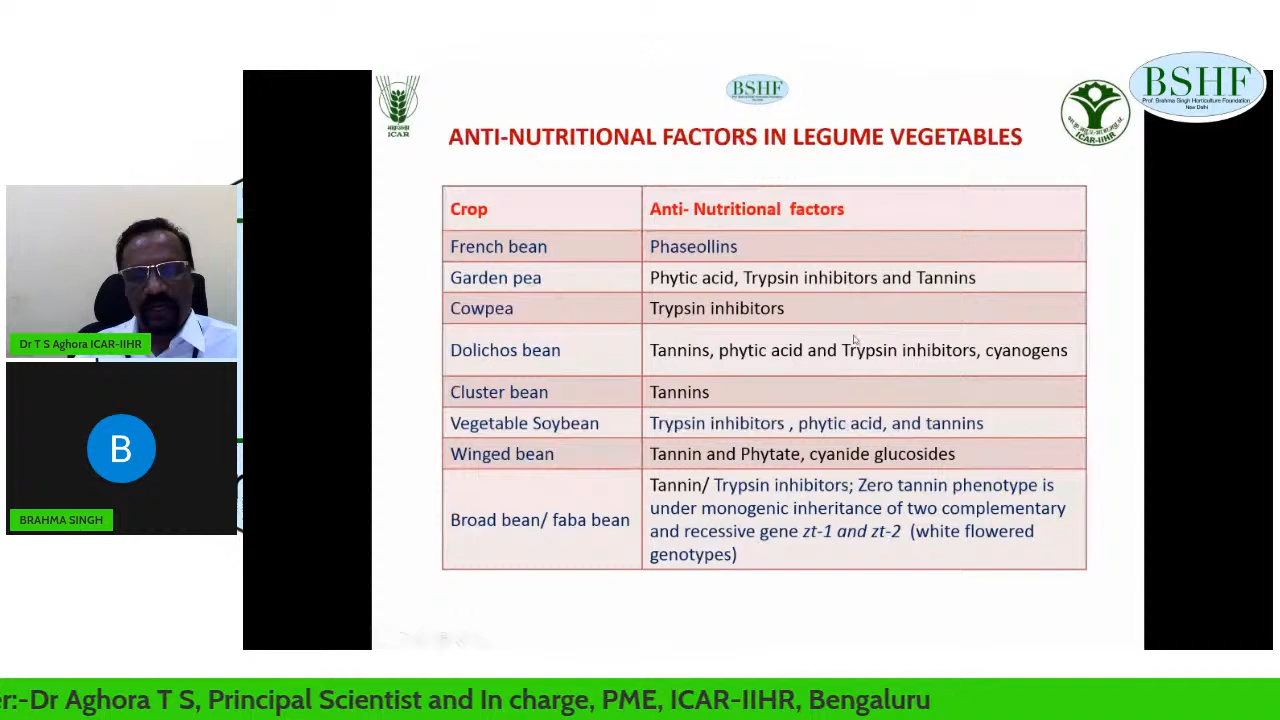 BSHF
Prof. Brahma Singh Horticulture Foundation
New Delhi
BSHF
ICAR
ICAR-IIHR
ANTI-NUTRITIONAL FACTORS IN LEGUME VEGETABLES
Crop
Anti- Nutritional factors
French bean
Phaseollins
Garden pea
Phytic acid, Trypsin inhibitors and Tannins
Cowpea
Trypsin inhibitors
Dolichos bean
Tannins, phytic acid and Trypsin inhibitors, cyanogens
Cluster bean
Tannins
Vegetable Soybean
Trypsin inhibitors , phytic acid, and tannins
Winged bean
Tannin and Phytate, cyanide glucosides
Broad bean/ faba bean
Tannin/ Trypsin inhibitors; Zero tannin phenotype is
under monogenic inheritance of two complementary
and recessive gene zt-1 and zt-2 (white flowered
genotypes)
Dr T S Aghora ICAR-IIHR
B
BRAHMA SINGH
er:-Dr Aghora T S, Principal Scientist and In charge, PME, ICAR-IIHR, Bengaluru